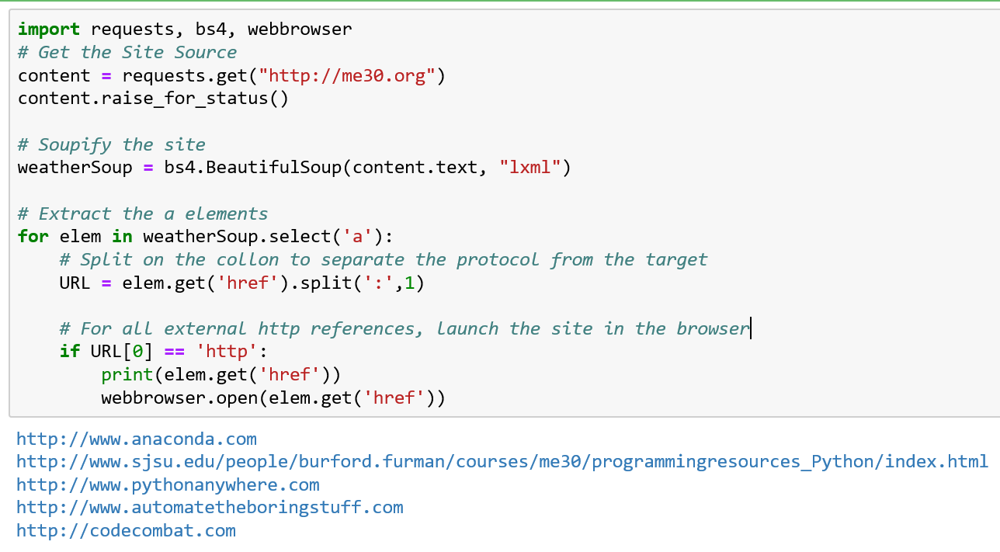 import requests, bs4, webbrowser
# Get the Site Source
content = requests.get("http://me30.org")
content.raise_for_status()

# Soupify the site
weatherSoup = bs4.BeautifulSoup(content.text, "lxml")

# Extract the a elements
for elem in weatherSoup.select('a'):
    # Split on the collon to separate the protocol from the target
    URL = elem.get('href').split(':',1)

    # For all external http references, launch the site in the browser
    if URL[0] == 'http':
        print(elem.get('href'))
        webbrowser.open(elem.get('href'))

http://www.anaconda.com
http://www.sjsu.edu/people/burford.furman/courses/me30/programmingresources_Python/index.html
http://www.pythonanywhere.com
http://www.automatetheboringstuff.com
http://codecombat.com